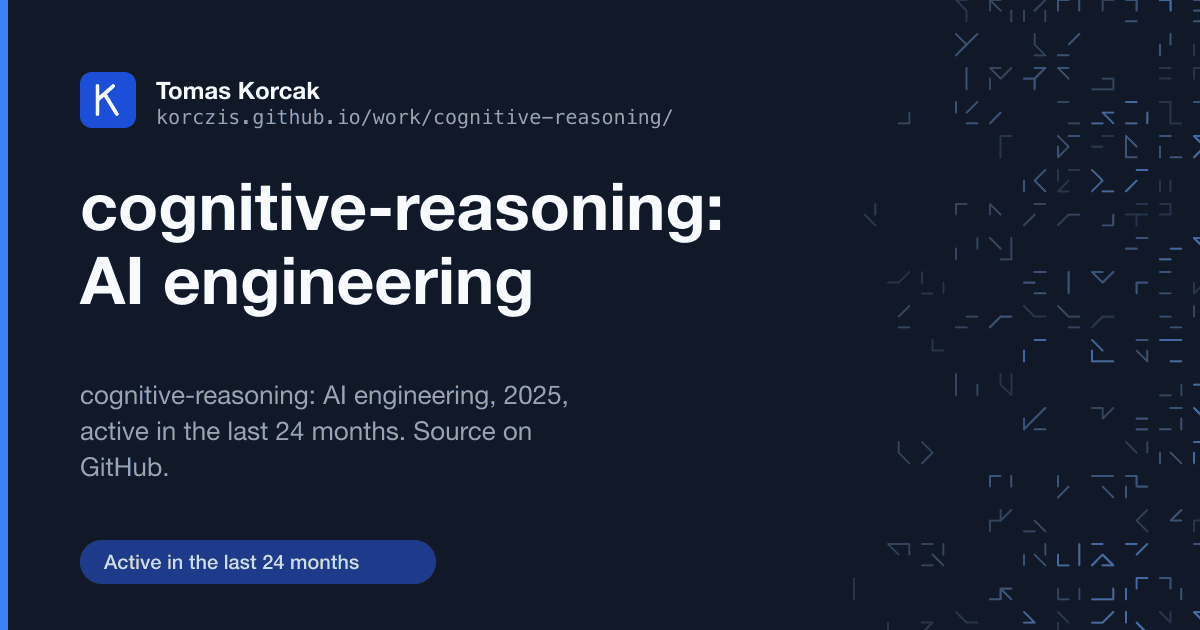 K
Tomas Korcak
korczis.github.io/work/cognitive-reasoning/
cognitive-reasoning:
AI engineering
cognitive-reasoning: AI engineering, 2025,
active in the last 24 months. Source on
GitHub.
Active in the last 24 months